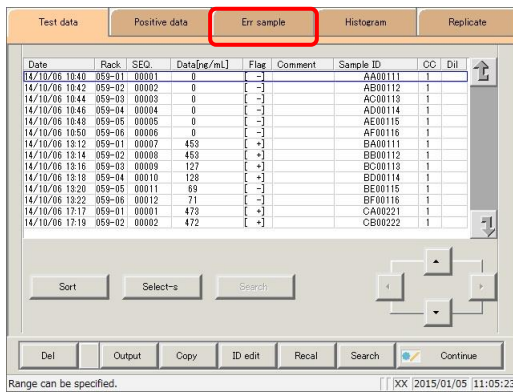 Test data Positive data Err sample Histogram Replicate
Date Rack SEQ. Data[ng/mL] Flag Comment Sample ID CC Dil
14/10/06 10:40 059-01 00001 0 [ -] AA00111 1
14/10/06 10:42 059-02 00002 0 [ -] AB00112 1
14/10/06 10:44 059-03 00003 0 [ -] AC00113 1
14/10/06 10:46 059-04 00004 0 [ -] AD00114 1
14/10/06 10:48 059-05 00005 0 [ -] AE00115 1
14/10/06 10:50 059-06 00006 0 [ -] AF00116 1
14/10/06 13:12 059-01 00007 453 [ +] BA00111 1
14/10/06 13:14 059-02 00008 453 [ +] BB00112 1
14/10/06 13:16 059-03 00009 127 [ +] BC00113 1
14/10/06 13:18 059-04 00010 128 [ +] BD00114 1
14/10/06 13:20 059-05 00011 69 [ -] BE00115 1
14/10/06 13:22 059-06 00012 71 [ -] BF00116 1
14/10/06 17:17 059-01 00001 473 [ +] CA00221 1
14/10/06 17:19 059-02 00002 472 [ +] CB00222 1
Sort Select-s Search
Del Output Copy ID edit Recal Search Continue
Range can be specified. XX 2015/01/05 11:05:23